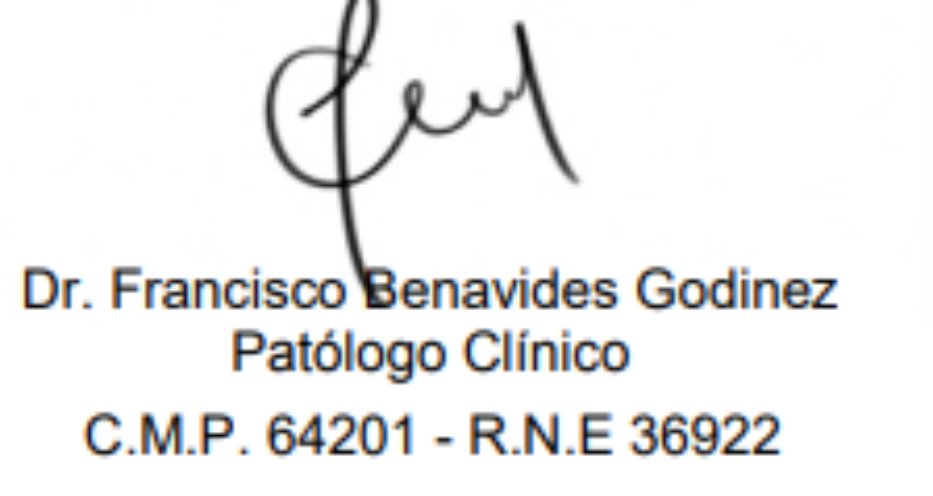 Dr. Francisco Benavides Godinez
Patólogo Clínico
C.M.P. 64201 - R.N.E 36922